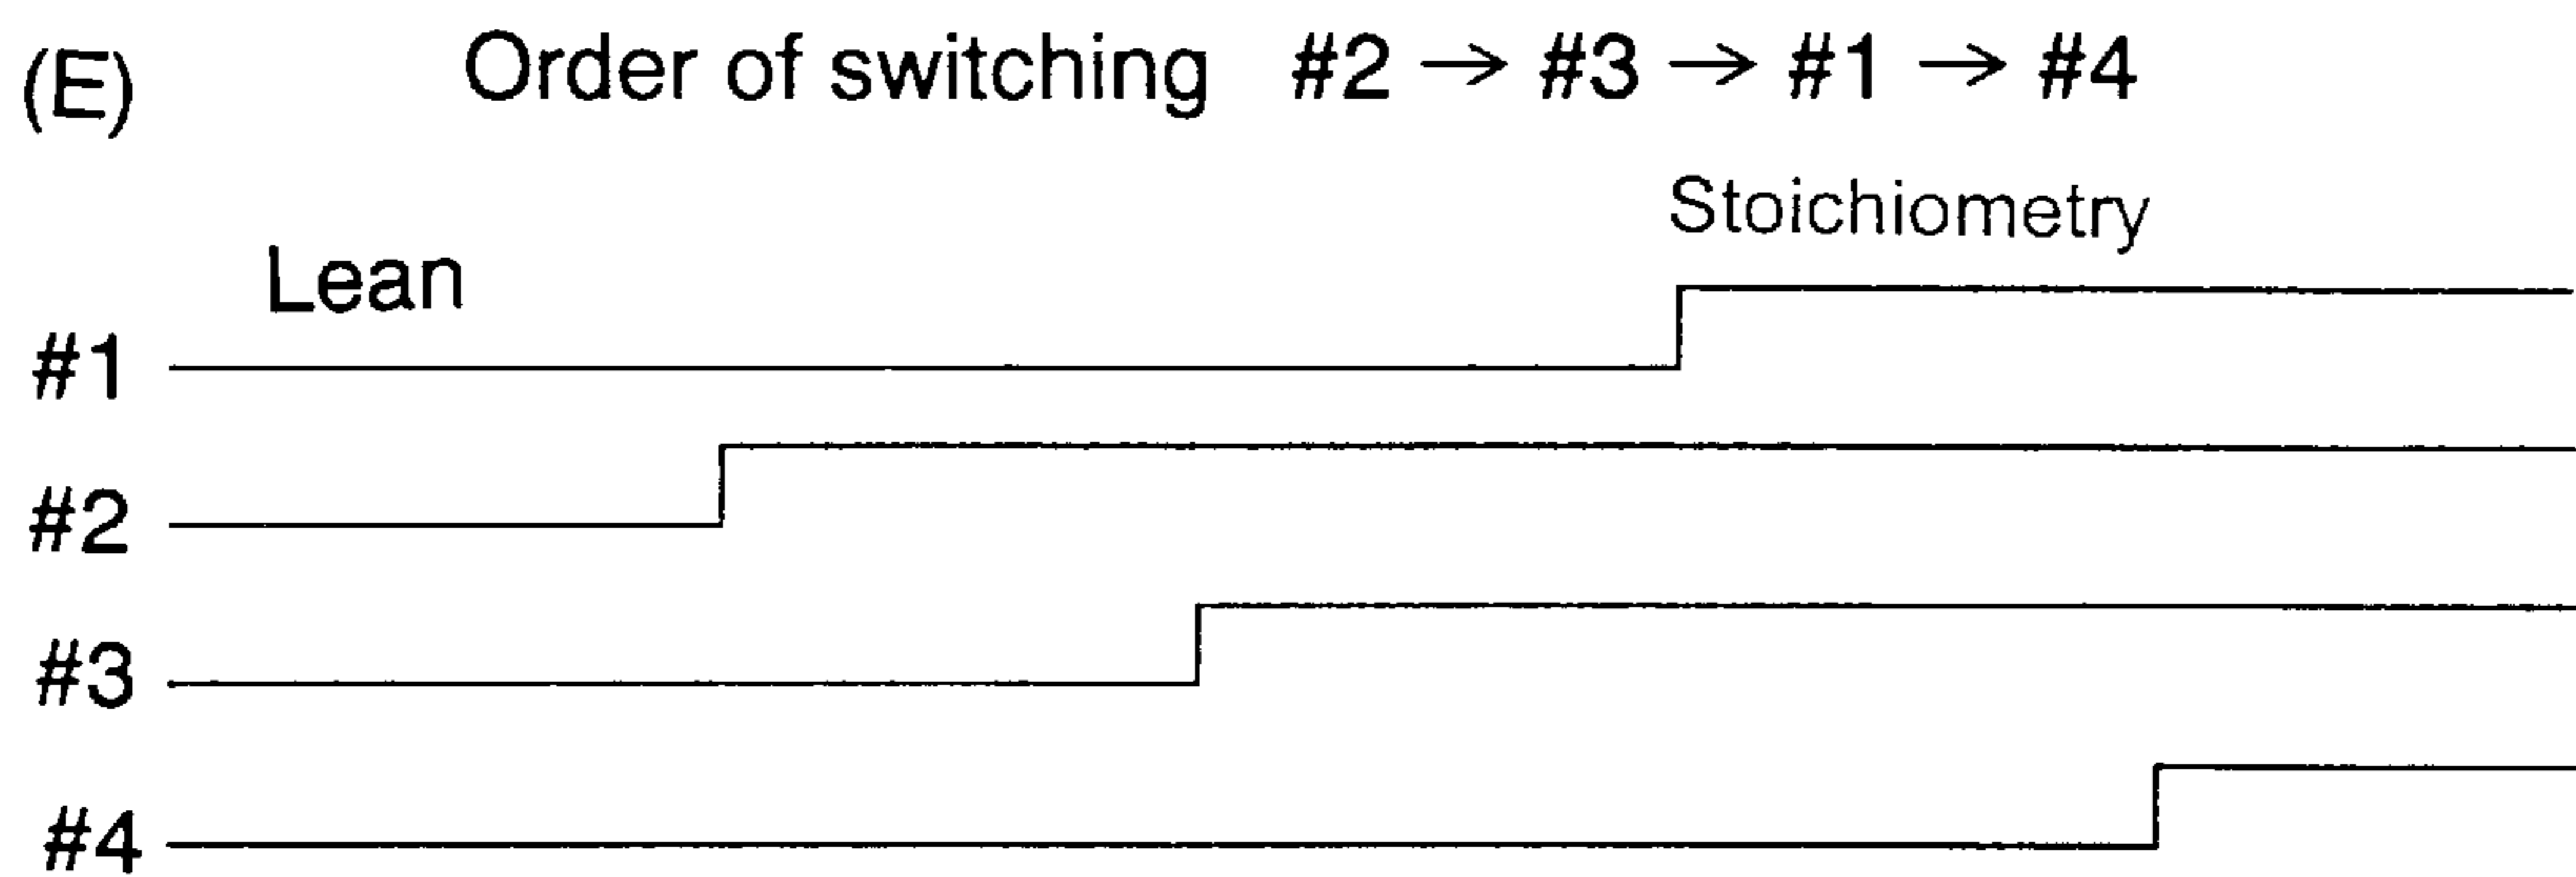 (E) Order of switching #2 → #3 → #1 → #4
Stoichiometry
Lean
#1
#2
#3
#4